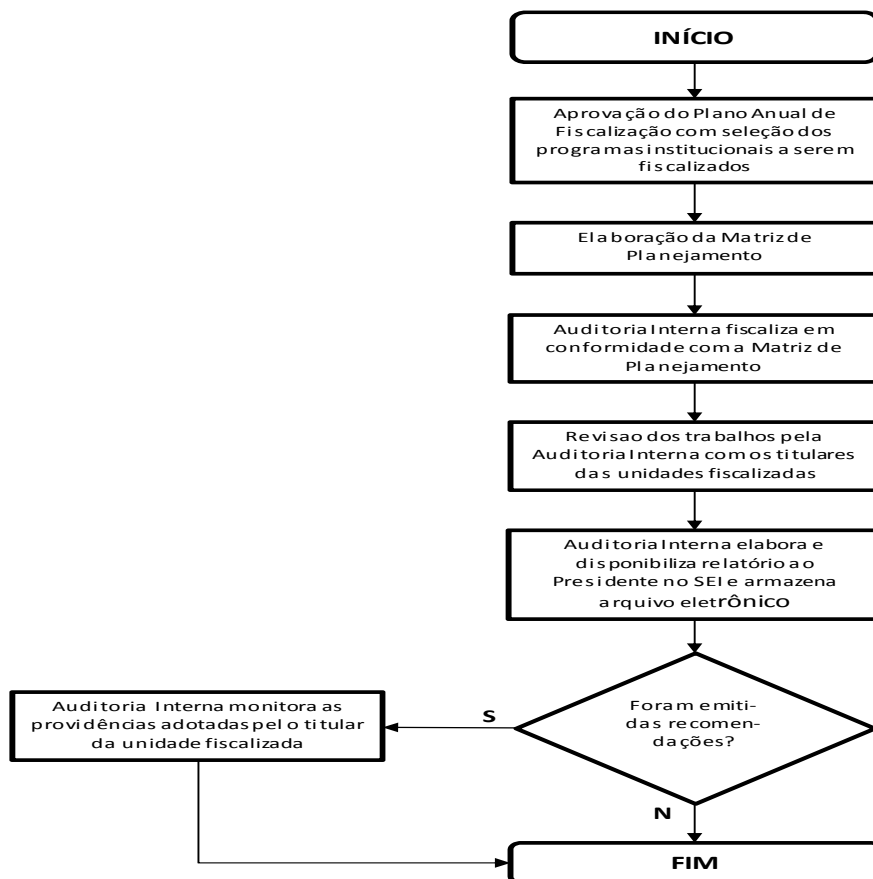 INÍCIO
Aprovação do Plano Anual de
Fiscalização com seleção dos
programas institucionais a serem
fiscalizados
Elaboração da Matriz de
Planejamento
Auditoria Interna fiscaliza em
conformidade com a Matriz de
Planejamento
Revisao dos trabalhos pela
Auditoria Interna com os titulares
das unidades fiscalizadas
Auditoria Interna elabora e
disponibiliza relatório ao
Presidente no SEI e armazena
arquivo eletrônico
Foram emiti-
das recomen-
dações?
S
Auditoria Interna monitora as
providências adotadas pelo titular
da unidade fiscalizada
N
FIM